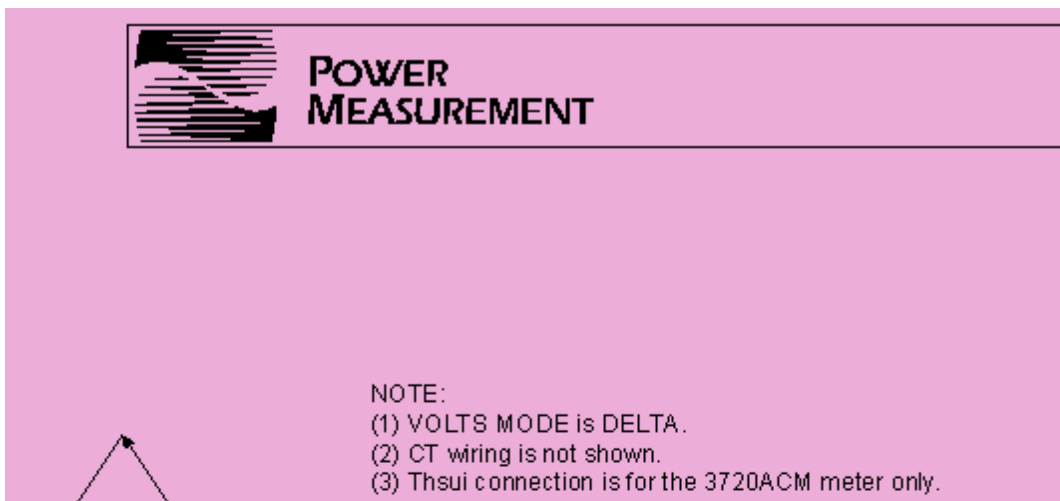 POWER
MEASUREMENT
NOTE:
(1) VOLTS MODE is DELTA.
(2) CT wiring is not shown.
(3) Thsui connection is for the 3720ACM meter only.